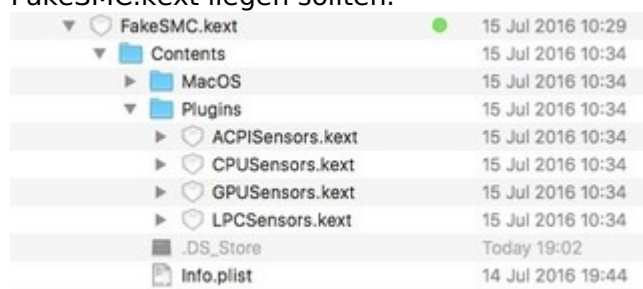 FakeSMC.kext liegen sollten.
FakeSMC.kext 15 Jul 2016 10:29
Contents 15 Jul 2016 10:34
MacOS 15 Jul 2016 10:34
Plugins 15 Jul 2016 10:34
ACPISensors.kext 15 Jul 2016 10:34
CPUSensors.kext 15 Jul 2016 10:34
GPUSensors.kext 15 Jul 2016 10:34
LPCSensors.kext 15 Jul 2016 10:34
.DS_Store Today 19:02
Info.plist 14 Jul 2016 19:44